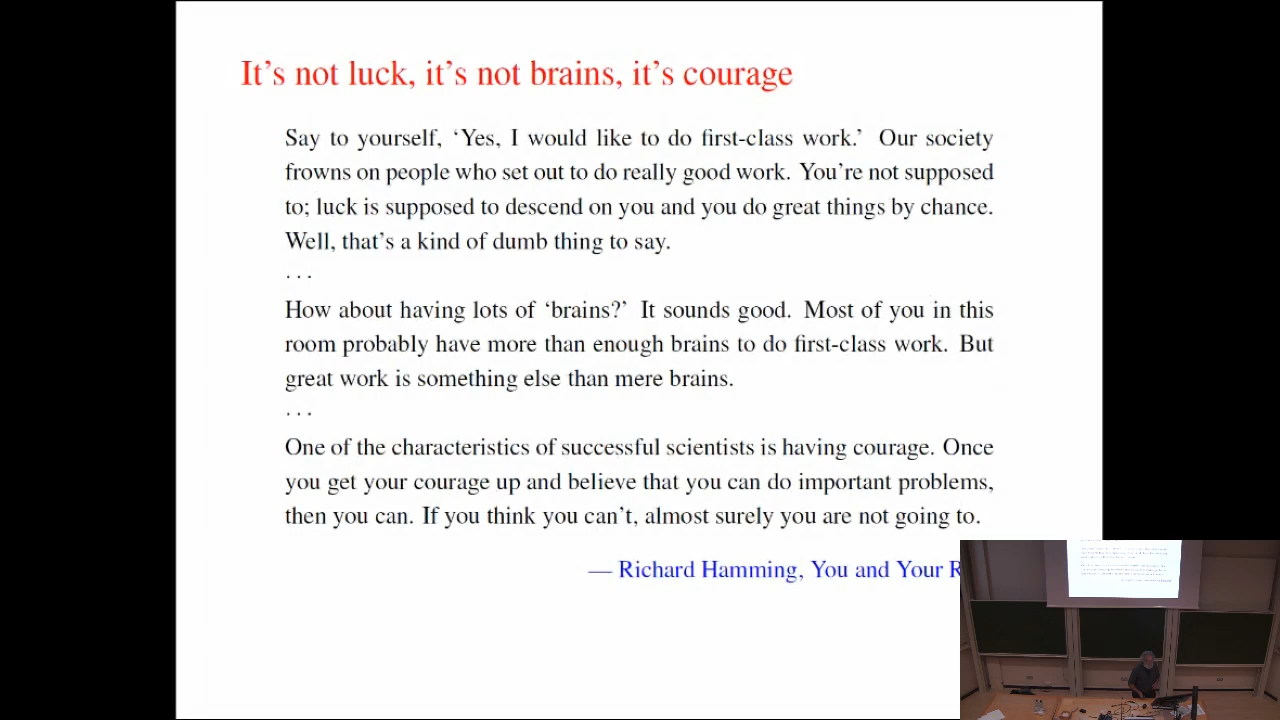 It's not luck, it's not brains, it's courage
Say to yourself, ‘Yes, I would like to do first-class work.’ Our society
frowns on people who set out to do really good work. You're not supposed
to; luck is supposed to descend on you and you do great things by chance.
Well, that's a kind of dumb thing to say.
. . .
How about having lots of ‘brains?’ It sounds good. Most of you in this
room probably have more than enough brains to do first-class work. But
great work is something else than mere brains.
. . .
One of the characteristics of successful scientists is having courage. Once
you get your courage up and believe that you can do important problems,
then you can. If you think you can't, almost surely you are not going to.
— Richard Hamming, You and Your